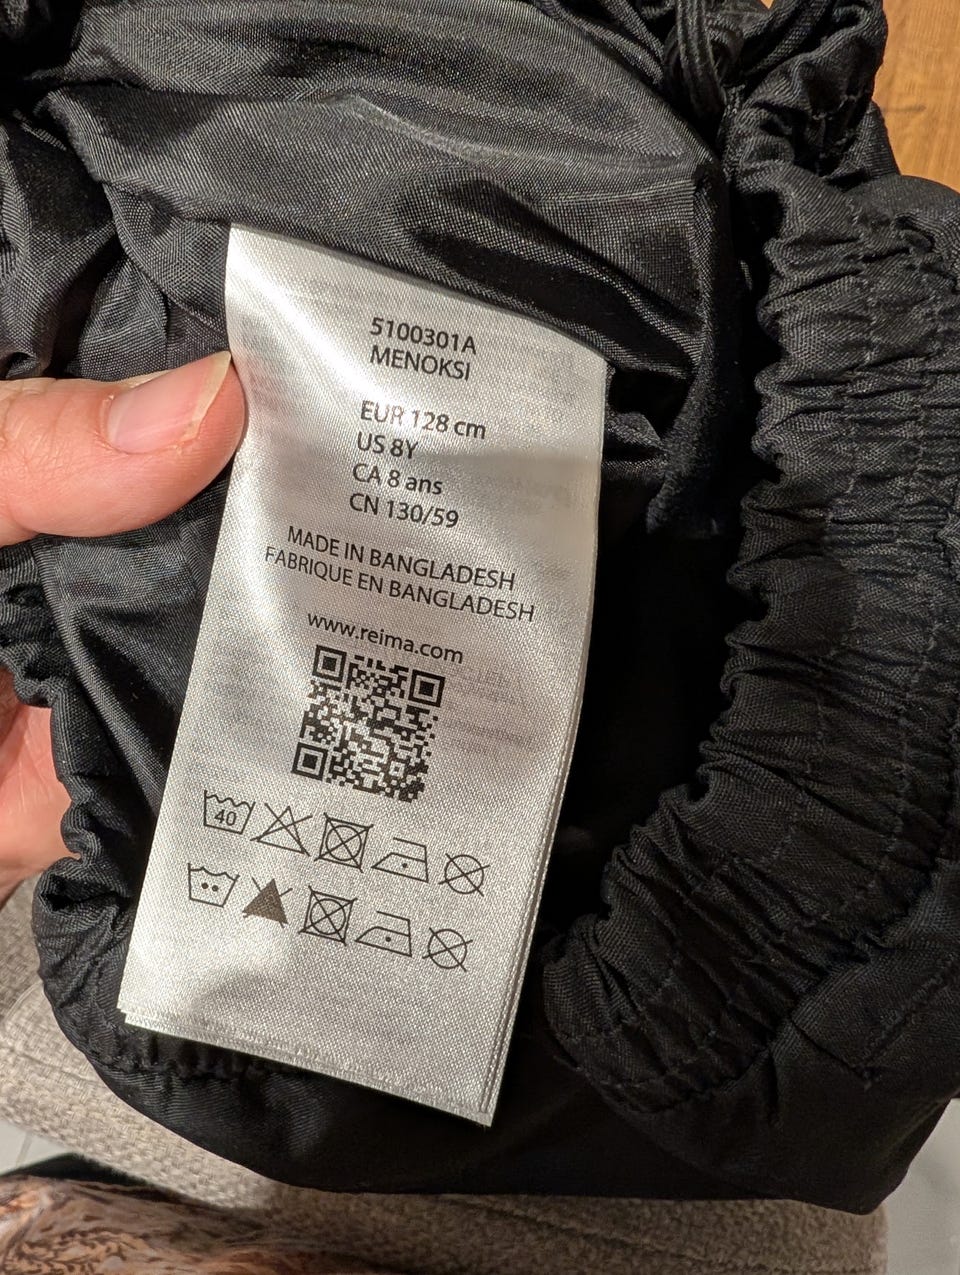 5100301A
MENOKSI
EUR 128 cm
US 8Y
CA 8 ans
CN 130/59
MADE IN BANGLADESH
FABRIQUE EN BANGLADESH
www.reima.com
40